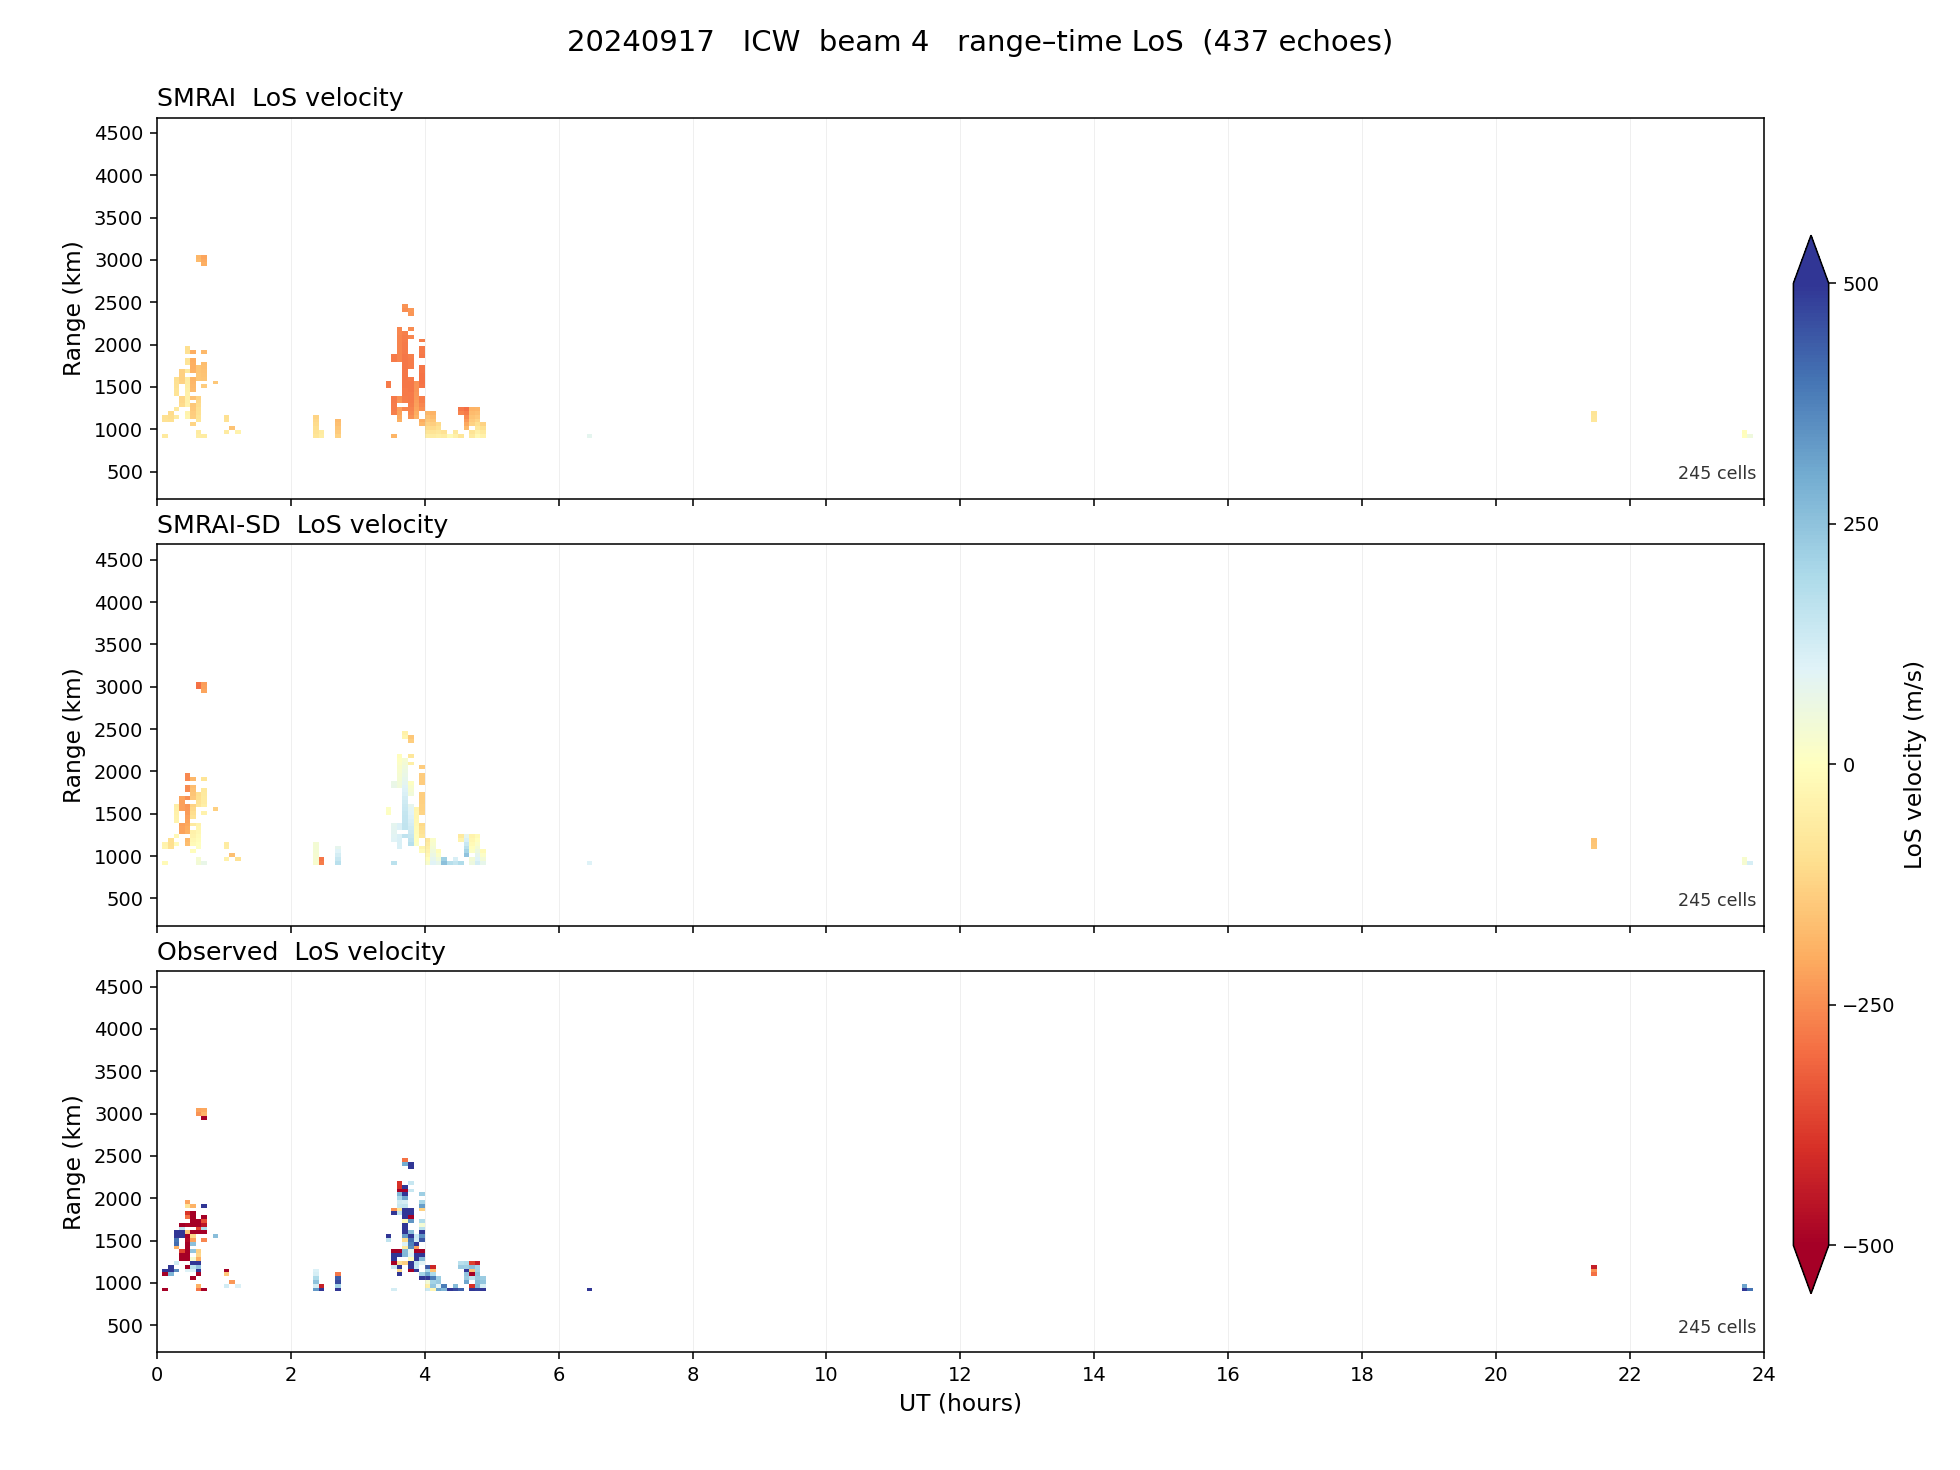 20240917   ICW  beam 4   range–time LoS  (437 echoes)
SMRAI  LoS velocity
4500
4000
3500
3000
2500
2000
1500
1000
500
Range (km)
245 cells
SMRAI-SD  LoS velocity
4500
4000
3500
3000
2500
2000
1500
1000
500
Range (km)
245 cells
Observed  LoS velocity
4500
4000
3500
3000
2500
2000
1500
1000
500
Range (km)
245 cells
0 2 4 6 8 10 12 14 16 18 20 22 24
UT (hours)
500
250
0
−250
−500
LoS velocity (m/s)